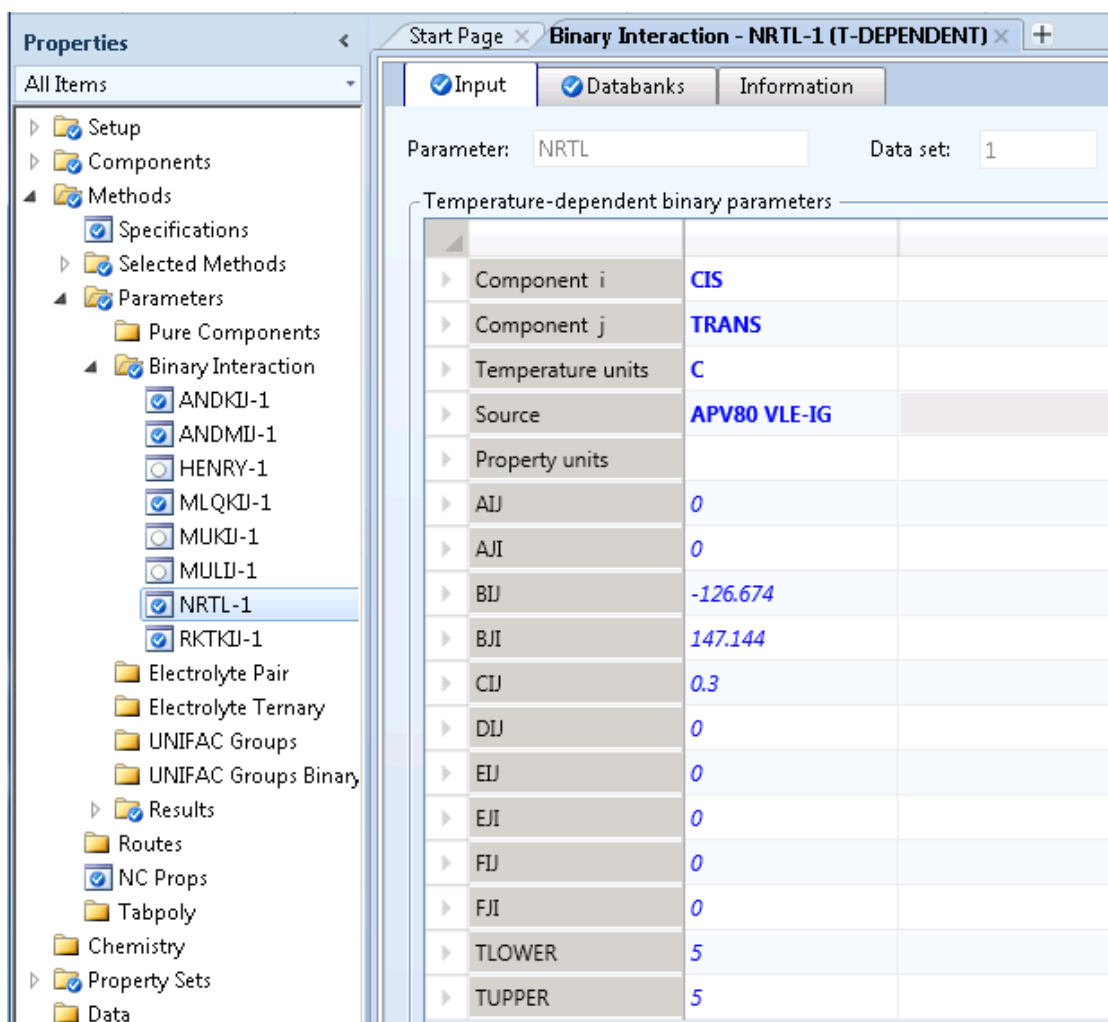 Properties
All Items
Setup
Components
Methods
Specifications
Selected Methods
Parameters
Pure Components
Binary Interaction
ANDKIJ-1
ANDMIJ-1
HENRY-1
MLQKIJ-1
MUKIJ-1
MULIJ-1
NRTL-1
RKTKIJ-1
Electrolyte Pair
Electrolyte Ternary
UNIFAC Groups
UNIFAC Groups Binary
Results
Routes
NC Props
Tabpoly
Chemistry
Property Sets
Data
Start Page Binary Interaction - NRTL-1 (T-DEPENDENT)
Input Databanks Information
Parameter: NRTL Data set: 1
Temperature-dependent binary parameters
Component i CIS
Component j TRANS
Temperature units C
Source APV80 VLE-IG
Property units
AIJ 0
AJI 0
BIJ -126.674
BJI 147.144
CIJ 0.3
DIJ 0
EIJ 0
EJI 0
FIJ 0
FJI 0
TLOWER 5
TUPPER 5